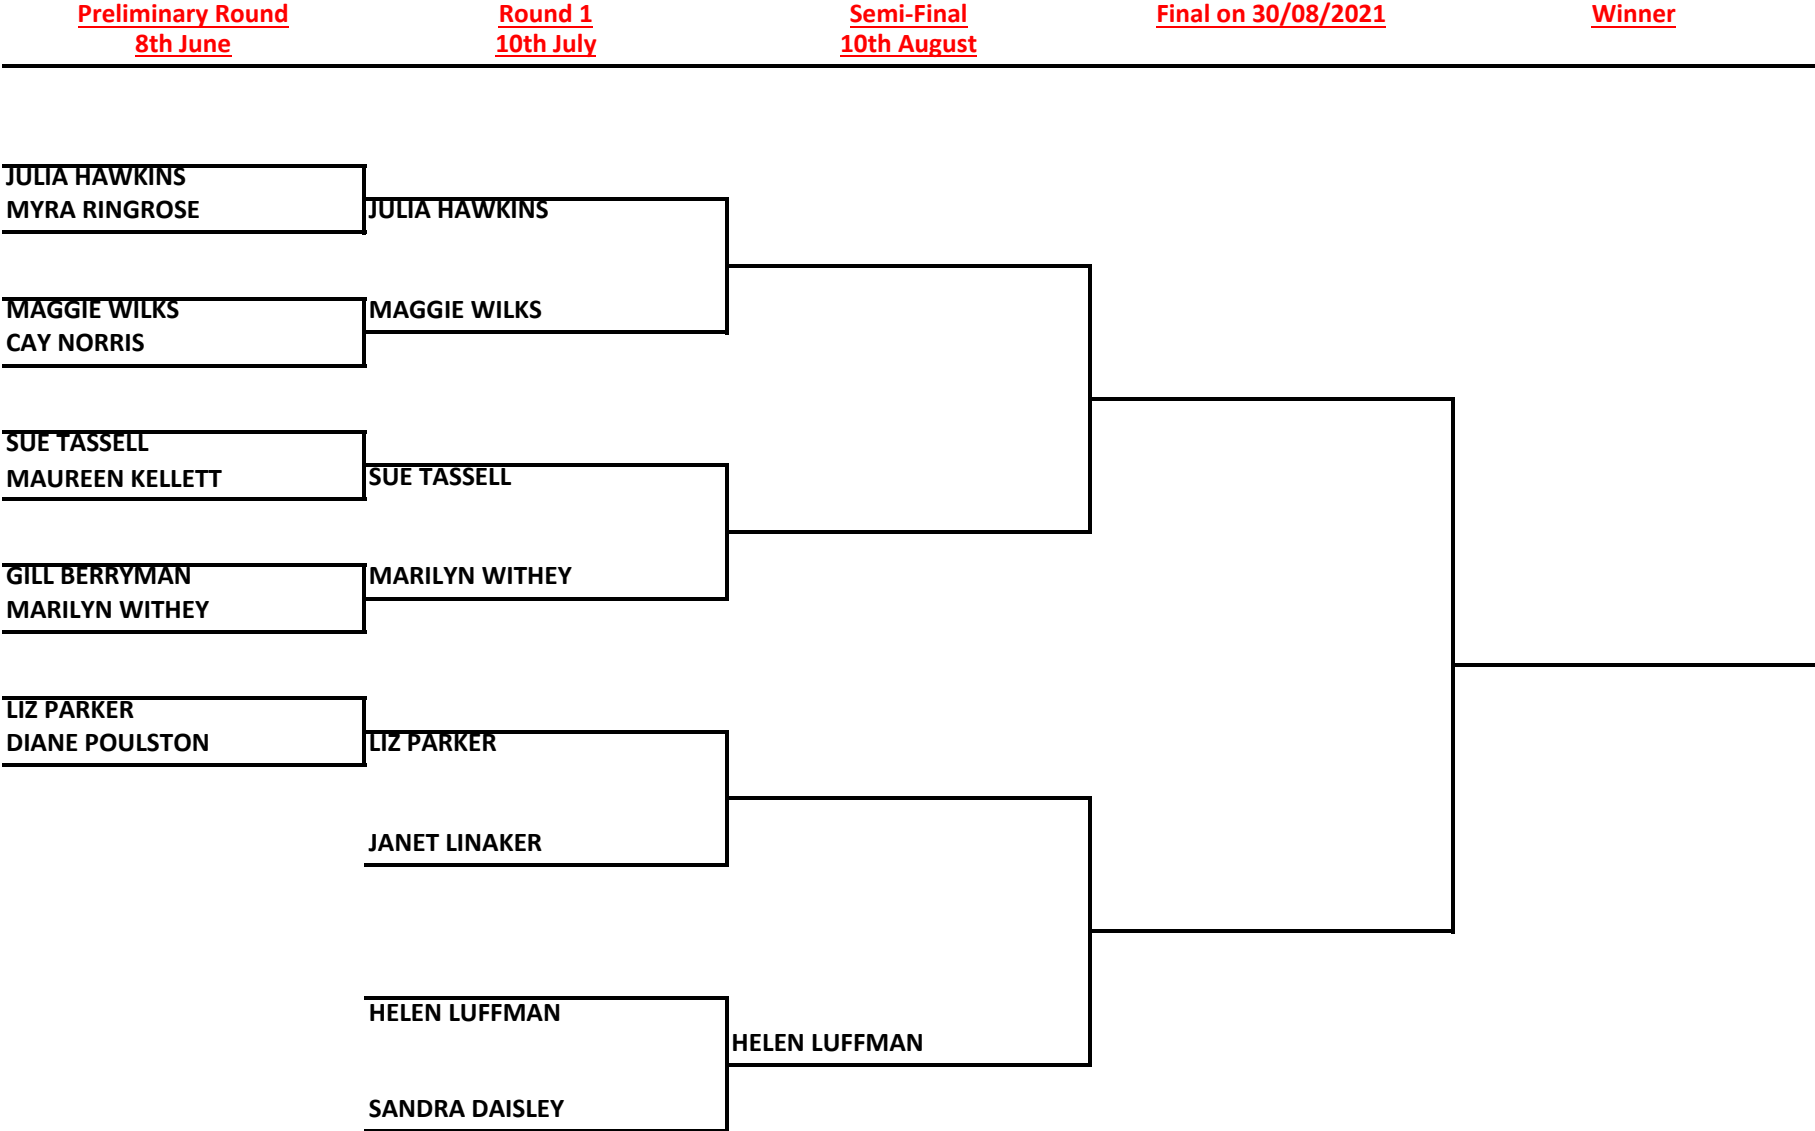 Preliminary Round
8th June
Round 1
10th July
Semi-Final
10th August
Final on 30/08/2021
Winner
JULIA HAWKINS
MYRA RINGROSE
JULIA HAWKINS
MAGGIE WILKS
CAY NORRIS
MAGGIE WILKS
SUE TASSELL
MAUREEN KELLETT
SUE TASSELL
GILL BERRYMAN
MARILYN WITHEY
MARILYN WITHEY
LIZ PARKER
DIANE POULSTON
LIZ PARKER
JANET LINAKER
HELEN LUFFMAN
HELEN LUFFMAN
SANDRA DAISLEY